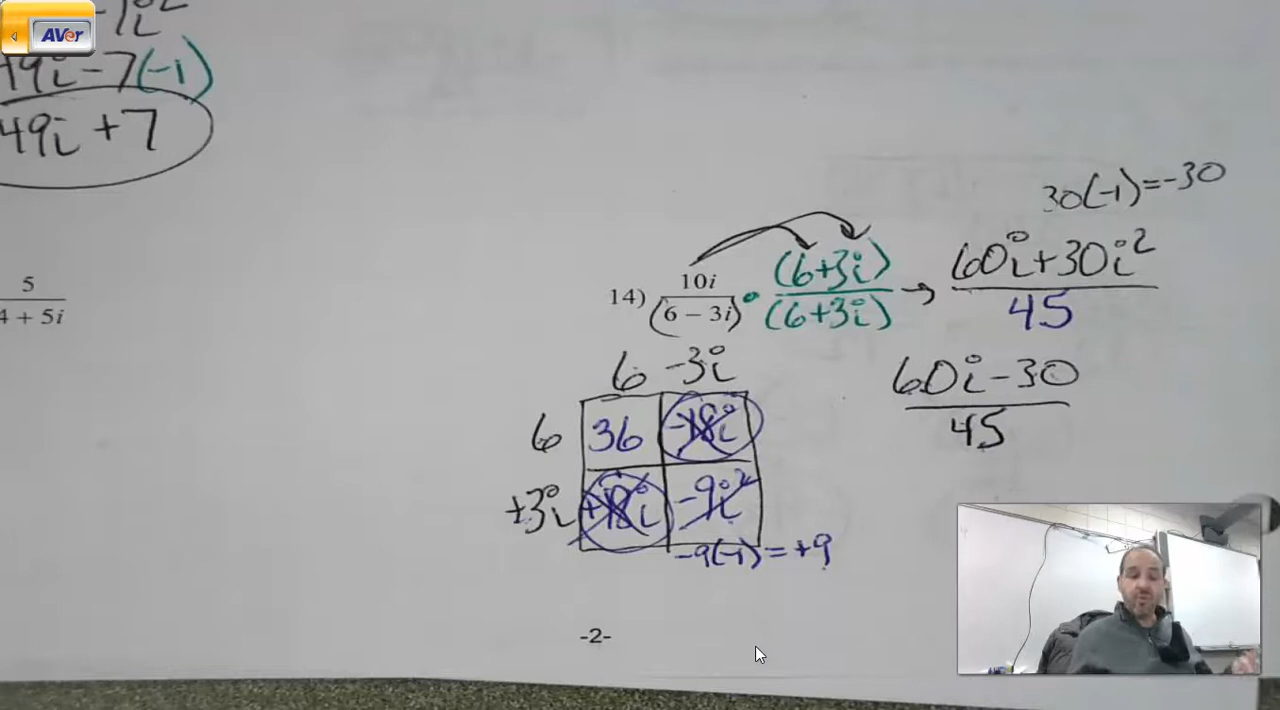 AVer
-7i²
49i-7(-1)
49i+7
5
4 + 5i
30(-1)=-30
14) 10i • (6+3i) → 60i+30i²
(6 - 3i) (6+3i) 45
6 -3i
60i-30
45
6 36 -18i
+3i +18i -9i²
-9(-1)=+9
-2-
AVer